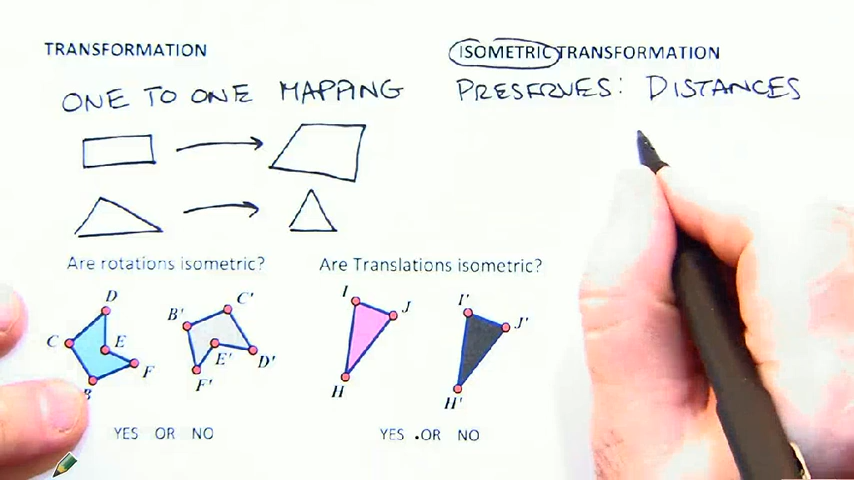 TRANSFORMATION
ONE TO ONE MAPPING
ISOMETRIC TRANSFORMATION
PRESERVES: DISTANCES
Are rotations isometric?
D
C
E
F
B
B'
C'
E'
D'
F'
YES OR NO
Are Translations isometric?
I
J
H
I'
J'
H'
YES OR NO